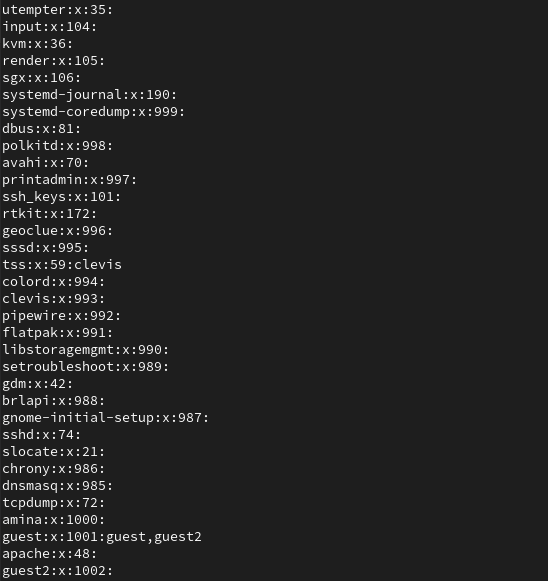 utempter:x:35:
input:x:104:
kvm:x:36:
render:x:105:
sgx:x:106:
systemd-journal:x:190:
systemd-coredump:x:999:
dbus:x:81:
polkitd:x:998:
avahi:x:70:
printadmin:x:997:
ssh_keys:x:101:
rtkit:x:172:
geoclue:x:996:
sssd:x:995:
tss:x:59:clevis
colord:x:994:
clevis:x:993:
pipewire:x:992:
flatpak:x:991:
libstoragemgmt:x:990:
setroubleshoot:x:989:
gdm:x:42:
brlapi:x:988:
gnome-initial-setup:x:987:
sshd:x:74:
slocate:x:21:
chrony:x:986:
dnsmasq:x:985:
tcpdump:x:72:
amina:x:1000:
guest:x:1001:guest,guest2
apache:x:48:
guest2:x:1002: